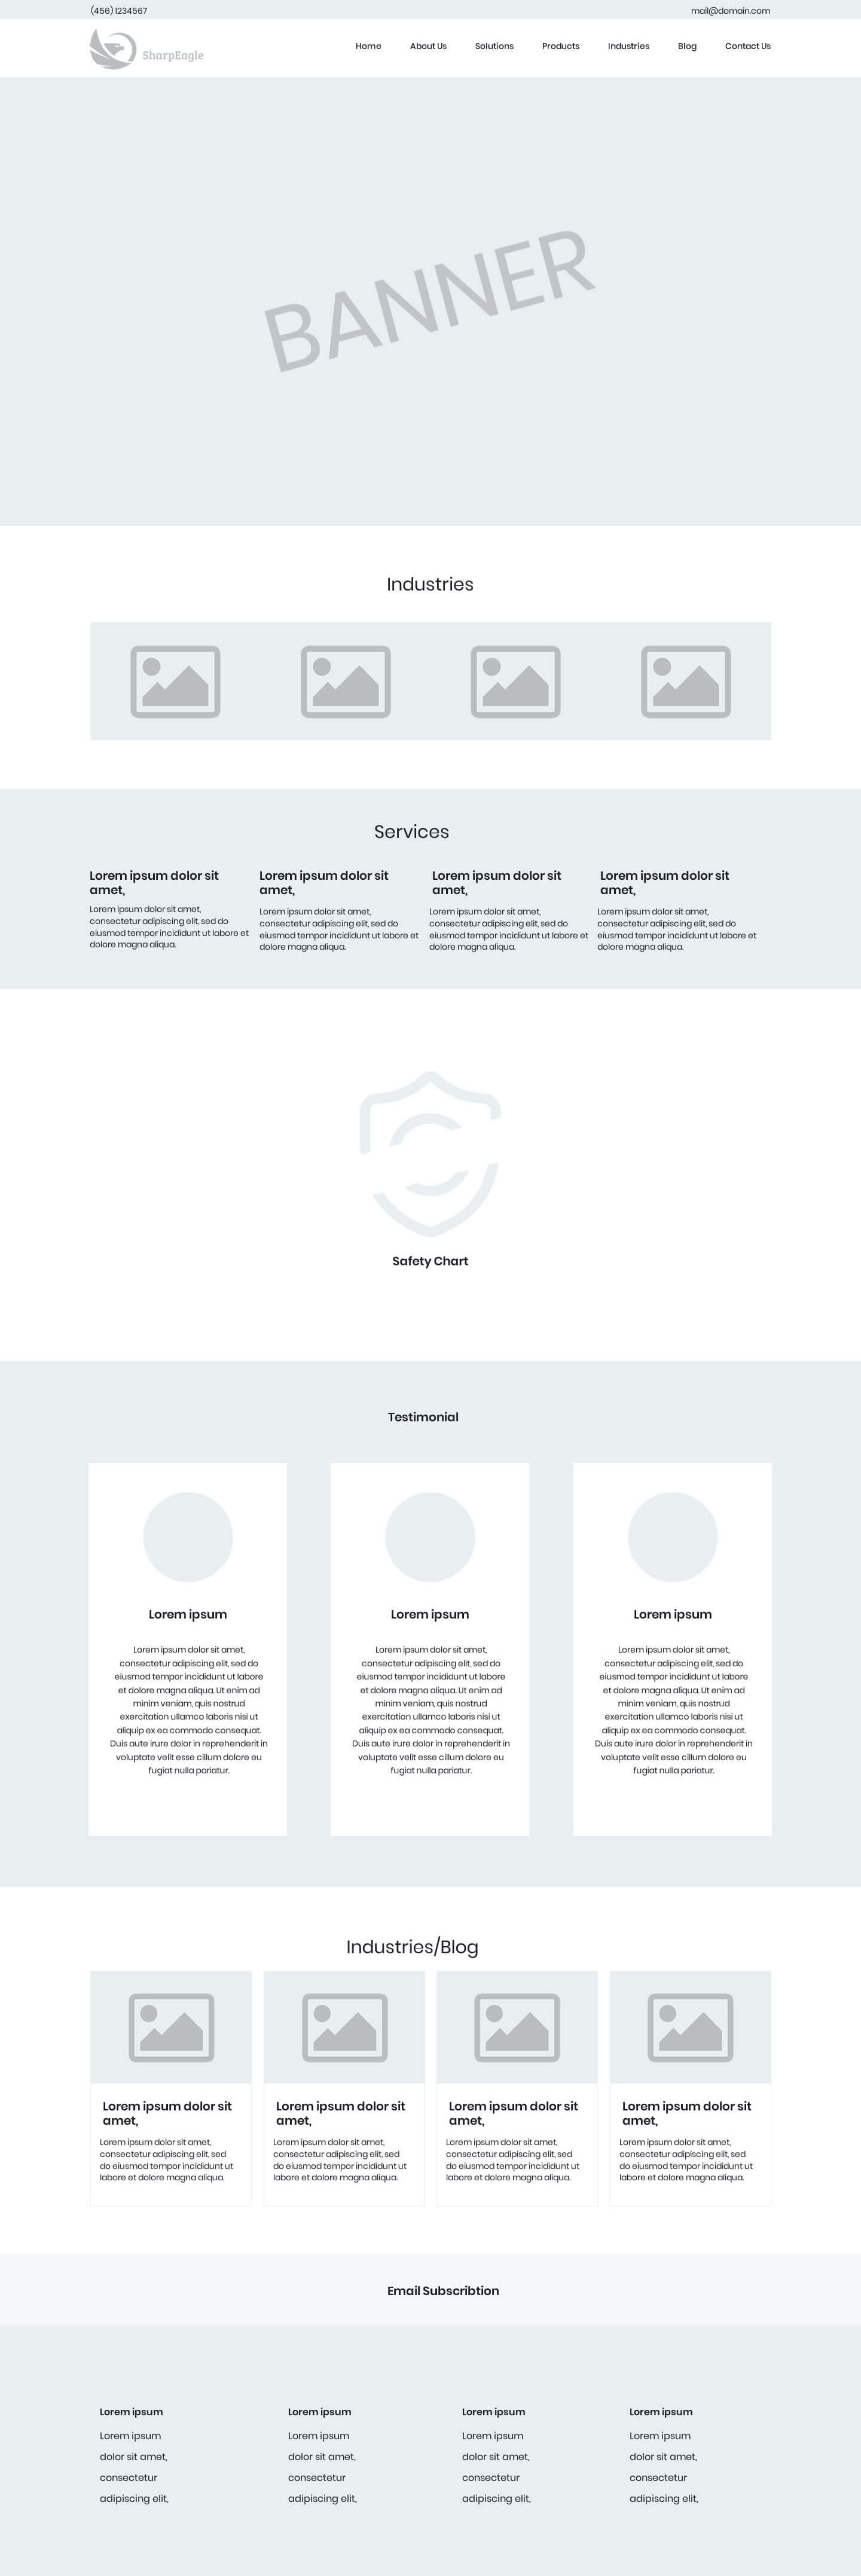 (456) 1234567
mail@domain.com
SharpEagle
Home About Us Solutions Products Industries Blog Contact Us
BANNER
Industries
Services
Lorem ipsum dolor sit
amet,
Lorem ipsum dolor sit amet,
consectetur adipiscing elit, sed do
eiusmod tempor incididunt ut labore et
dolore magna aliqua.
Lorem ipsum dolor sit
amet,
Lorem ipsum dolor sit amet,
consectetur adipiscing elit, sed do
eiusmod tempor incididunt ut labore et
dolore magna aliqua.
Lorem ipsum dolor sit
amet,
Lorem ipsum dolor sit amet,
consectetur adipiscing elit, sed do
eiusmod tempor incididunt ut labore et
dolore magna aliqua.
Lorem ipsum dolor sit
amet,
Lorem ipsum dolor sit amet,
consectetur adipiscing elit, sed do
eiusmod tempor incididunt ut labore et
dolore magna aliqua.
Safety Chart
Testimonial
Lorem ipsum
Lorem ipsum dolor sit amet,
consectetur adipiscing elit, sed do
eiusmod tempor incididunt ut labore
et dolore magna aliqua. Ut enim ad
minim veniam, quis nostrud
exercitation ullamco laboris nisi ut
aliquip ex ea commodo consequat.
Duis aute irure dolor in reprehenderit in
voluptate velit esse cillum dolore eu
fugiat nulla pariatur.
Lorem ipsum
Lorem ipsum dolor sit amet,
consectetur adipiscing elit, sed do
eiusmod tempor incididunt ut labore
et dolore magna aliqua. Ut enim ad
minim veniam, quis nostrud
exercitation ullamco laboris nisi ut
aliquip ex ea commodo consequat.
Duis aute irure dolor in reprehenderit in
voluptate velit esse cillum dolore eu
fugiat nulla pariatur.
Lorem ipsum
Lorem ipsum dolor sit amet,
consectetur adipiscing elit, sed do
eiusmod tempor incididunt ut labore
et dolore magna aliqua. Ut enim ad
minim veniam, quis nostrud
exercitation ullamco laboris nisi ut
aliquip ex ea commodo consequat.
Duis aute irure dolor in reprehenderit in
voluptate velit esse cillum dolore eu
fugiat nulla pariatur.
Industries/Blog
Lorem ipsum dolor sit
amet,
Lorem ipsum dolor sit amet,
consectetur adipiscing elit, sed
do eiusmod tempor incididunt ut
labore et dolore magna aliqua.
Lorem ipsum dolor sit
amet,
Lorem ipsum dolor sit amet,
consectetur adipiscing elit, sed
do eiusmod tempor incididunt ut
labore et dolore magna aliqua.
Lorem ipsum dolor sit
amet,
Lorem ipsum dolor sit amet,
consectetur adipiscing elit, sed
do eiusmod tempor incididunt ut
labore et dolore magna aliqua.
Lorem ipsum dolor sit
amet,
Lorem ipsum dolor sit amet,
consectetur adipiscing elit, sed
do eiusmod tempor incididunt ut
labore et dolore magna aliqua.
Email Subscribtion
Lorem ipsum
Lorem ipsum
dolor sit amet,
consectetur
adipiscing elit,
Lorem ipsum
Lorem ipsum
dolor sit amet,
consectetur
adipiscing elit,
Lorem ipsum
Lorem ipsum
dolor sit amet,
consectetur
adipiscing elit,
Lorem ipsum
Lorem ipsum
dolor sit amet,
consectetur
adipiscing elit,